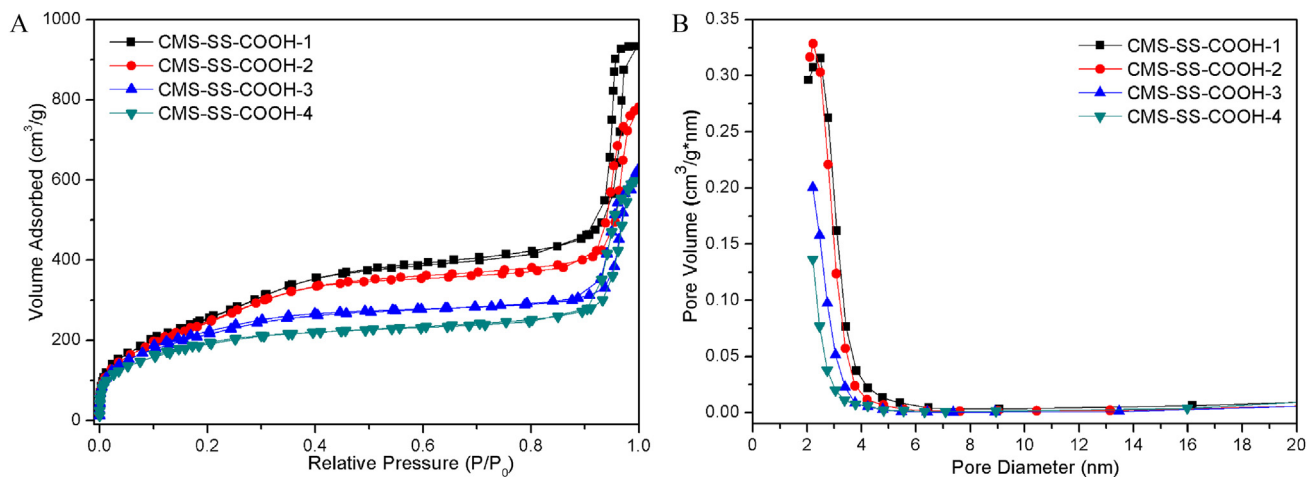 A
CMS-SS-COOH-1
CMS-SS-COOH-2
CMS-SS-COOH-3
CMS-SS-COOH-4
Volume Adsorbed (cm³/g)
1000
800
600
400
200
0
0.0 0.2 0.4 0.6 0.8 1.0
Relative Pressure (P/P₀)
B
CMS-SS-COOH-1
CMS-SS-COOH-2
CMS-SS-COOH-3
CMS-SS-COOH-4
Pore Volume (cm³/g*nm)
0.35
0.30
0.25
0.20
0.15
0.10
0.05
0.00
0 2 4 6 8 10 12 14 16 18 20
Pore Diameter (nm)